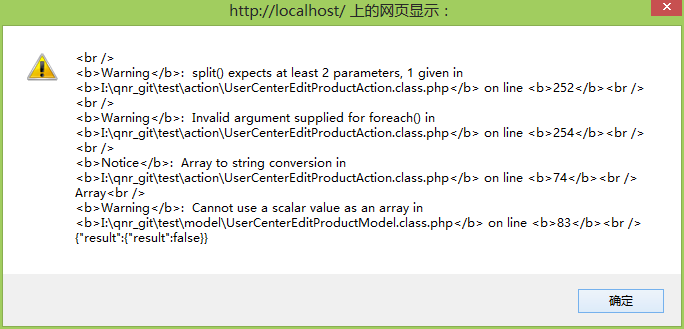 http://localhost/ 上的网页显示：
<br />
<b>Warning</b>:  split() expects at least 2 parameters, 1 given in
<b>I:\qnr_git\test\action\UserCenterEditProductAction.class.php</b> on line <b>252</b><br />
<br />
<b>Warning</b>:  Invalid argument supplied for foreach() in
<b>I:\qnr_git\test\action\UserCenterEditProductAction.class.php</b> on line <b>254</b><br />
<br />
<b>Notice</b>:  Array to string conversion in
<b>I:\qnr_git\test\action\UserCenterEditProductAction.class.php</b> on line <b>74</b><br />
Array<br />
<b>Warning</b>:  Cannot use a scalar value as an array in
<b>I:\qnr_git\test\model\UserCenterEditProductModel.class.php</b> on line <b>83</b><br />
{"result":{"result":false}}
确定